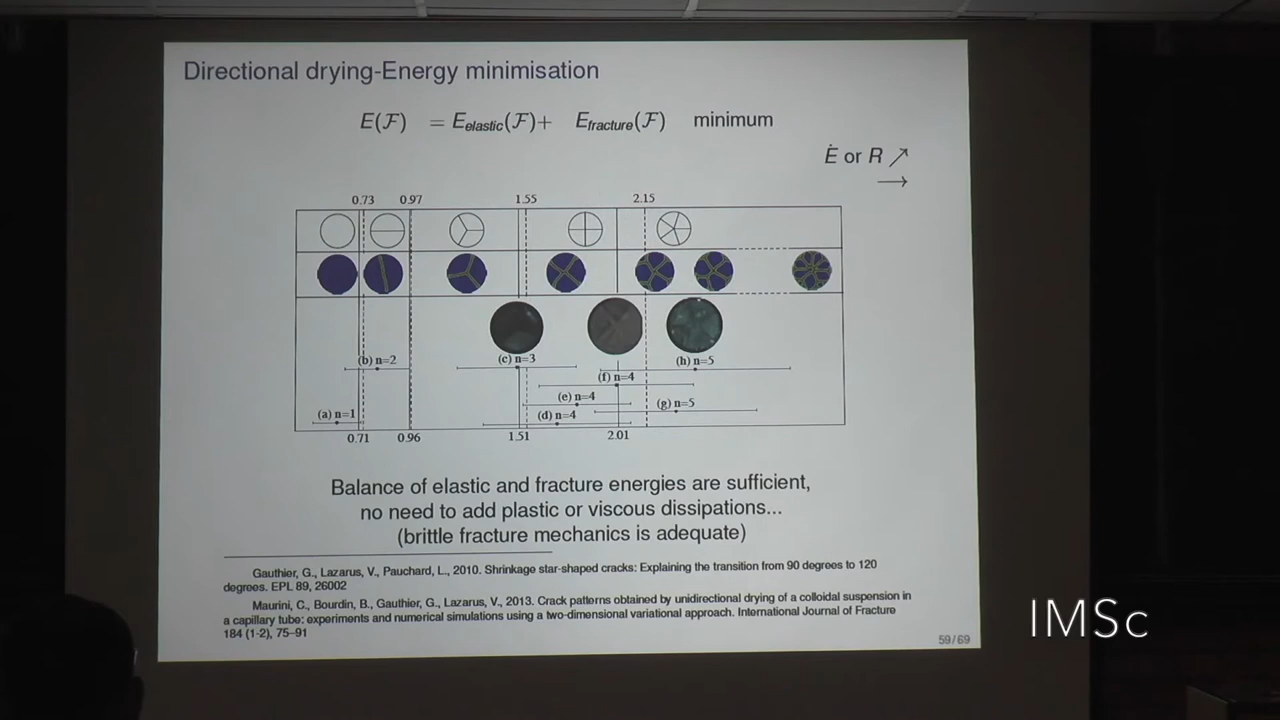 Directional drying-Energy minimisation
E(F) = Eelastic(F)+ Efracture(F) minimum
Ė or R ↗
→
0.73 0.97 1.55 2.15
(b) n=2 (c) n=3 (h) n=5
(f) n=4
(e) n=4 (g) n=5
(a) n=1 (d) n=4
0.71 0.96 1.51 2.01
Balance of elastic and fracture energies are sufficient,
no need to add plastic or viscous dissipations...
(brittle fracture mechanics is adequate)
Gauthier, G., Lazarus, V., Pauchard, L., 2010. Shrinkage star-shaped cracks: Explaining the transition from 90 degrees to 120
degrees. EPL 89, 26002
Maurini, C., Bourdin, B., Gauthier, G., Lazarus, V., 2013. Crack patterns obtained by unidirectional drying of a colloidal suspension in
a capillary tube: experiments and numerical simulations using a two-dimensional variational approach. International Journal of Fracture
184 (1-2), 75–91
59/69
IMSc